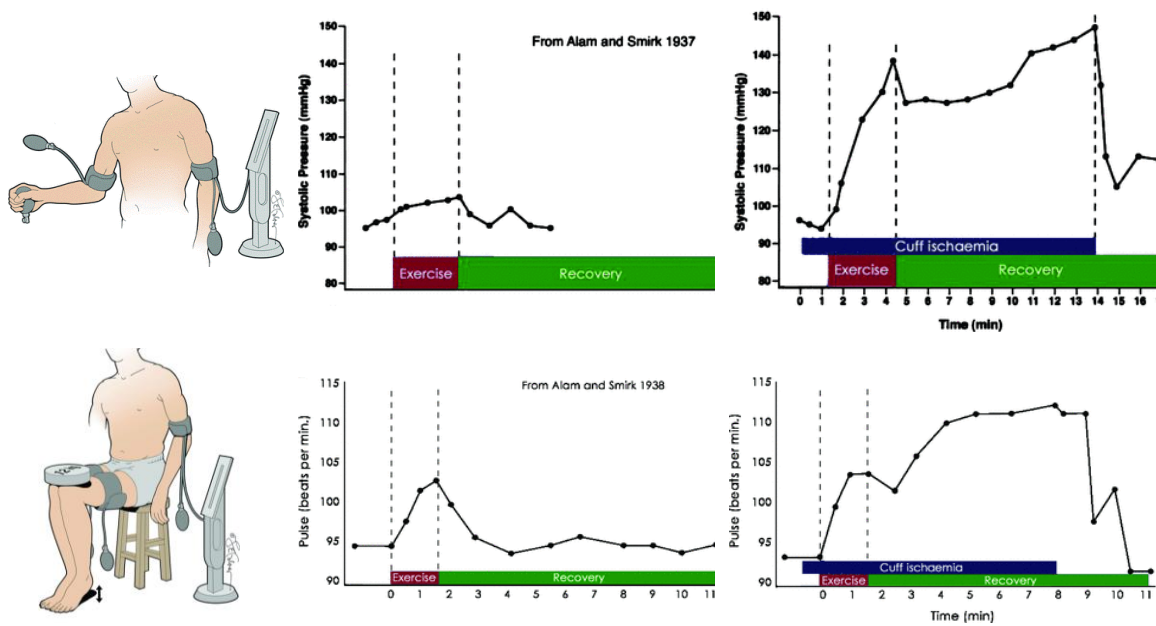 From Alam and Smirk 1937
Systolic Pressure (mmHg)
150
140
130
120
110
100
90
80
Exercise
Recovery
Systolic Pressure (mmHg)
150
140
130
120
110
100
90
80
Cuff ischaemia
Exercise
Recovery
0 1 2 3 4 5 6 7 8 9 10 11 12 13 14 15 16
Time (min)
From Alam and Smirk 1938
Pulse (beats per min.)
115
110
105
100
95
90
Exercise
Recovery
0 1 2 3 4 5 6 7 8 9 10 11
Pulse (beats per min.)
115
110
105
100
95
90
Cuff ischaemia
Exercise
Recovery
0 1 2 3 4 5 6 7 8 9 10 11
Time (min)